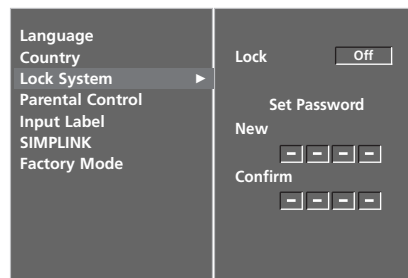 Language
Country
Lock System ►
Parental Control
Input Label
SIMPLINK
Factory Mode
Lock Off
Set Password
New
– – – –
Confirm
– – – –